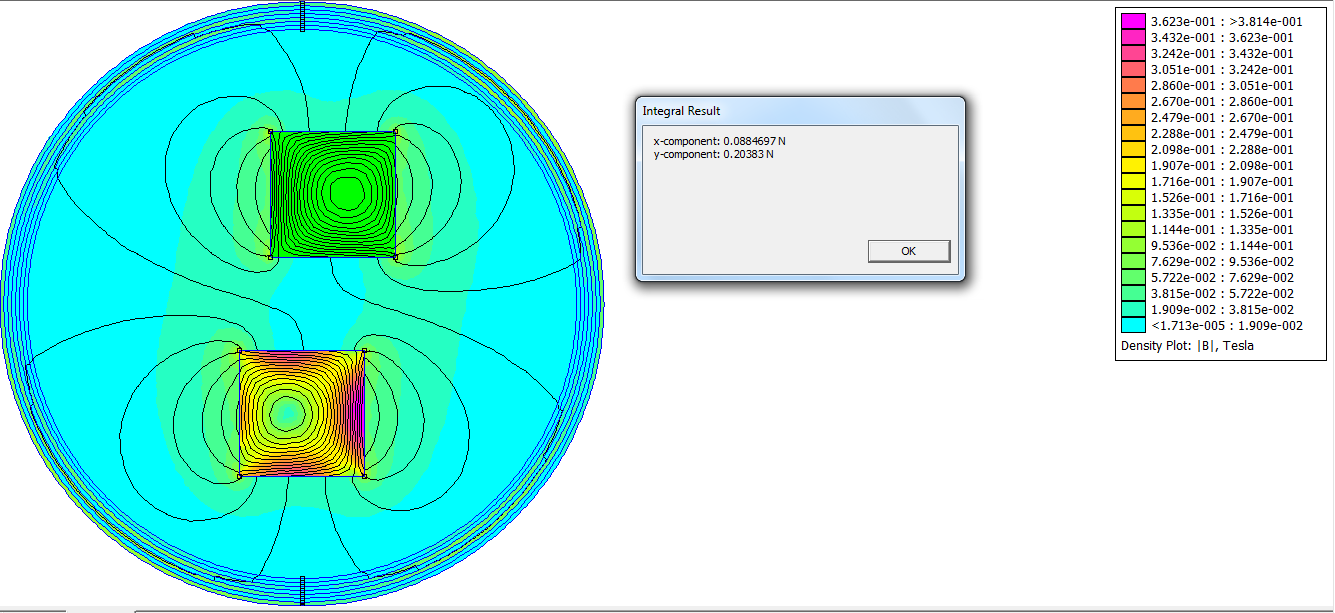 Integral Result
x-component: 0.0884697 N
y-component: 0.20383 N
OK
3.623e-001 : >3.814e-001
3.432e-001 : 3.623e-001
3.242e-001 : 3.432e-001
3.051e-001 : 3.242e-001
2.860e-001 : 3.051e-001
2.670e-001 : 2.860e-001
2.479e-001 : 2.670e-001
2.288e-001 : 2.479e-001
2.098e-001 : 2.288e-001
1.907e-001 : 2.098e-001
1.716e-001 : 1.907e-001
1.526e-001 : 1.716e-001
1.335e-001 : 1.526e-001
1.144e-001 : 1.335e-001
9.536e-002 : 1.144e-001
7.629e-002 : 9.536e-002
5.722e-002 : 7.629e-002
3.815e-002 : 5.722e-002
1.909e-002 : 3.815e-002
<1.713e-005 : 1.909e-002
Density Plot: |B|, Tesla